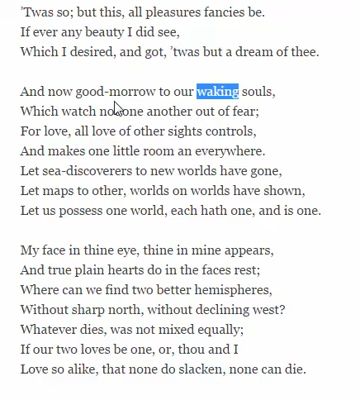 'Twas so; but this, all pleasures fancies be.
If ever any beauty I did see,
Which I desired, and got, ’twas but a dream of thee.

And now good-morrow to our waking souls,
Which watch not one another out of fear;
For love, all love of other sights controls,
And makes one little room an everywhere.
Let sea-discoverers to new worlds have gone,
Let maps to other, worlds on worlds have shown,
Let us possess one world, each hath one, and is one.

My face in thine eye, thine in mine appears,
And true plain hearts do in the faces rest;
Where can we find two better hemispheres,
Without sharp north, without declining west?
Whatever dies, was not mixed equally;
If our two loves be one, or, thou and I
Love so alike, that none do slacken, none can die.